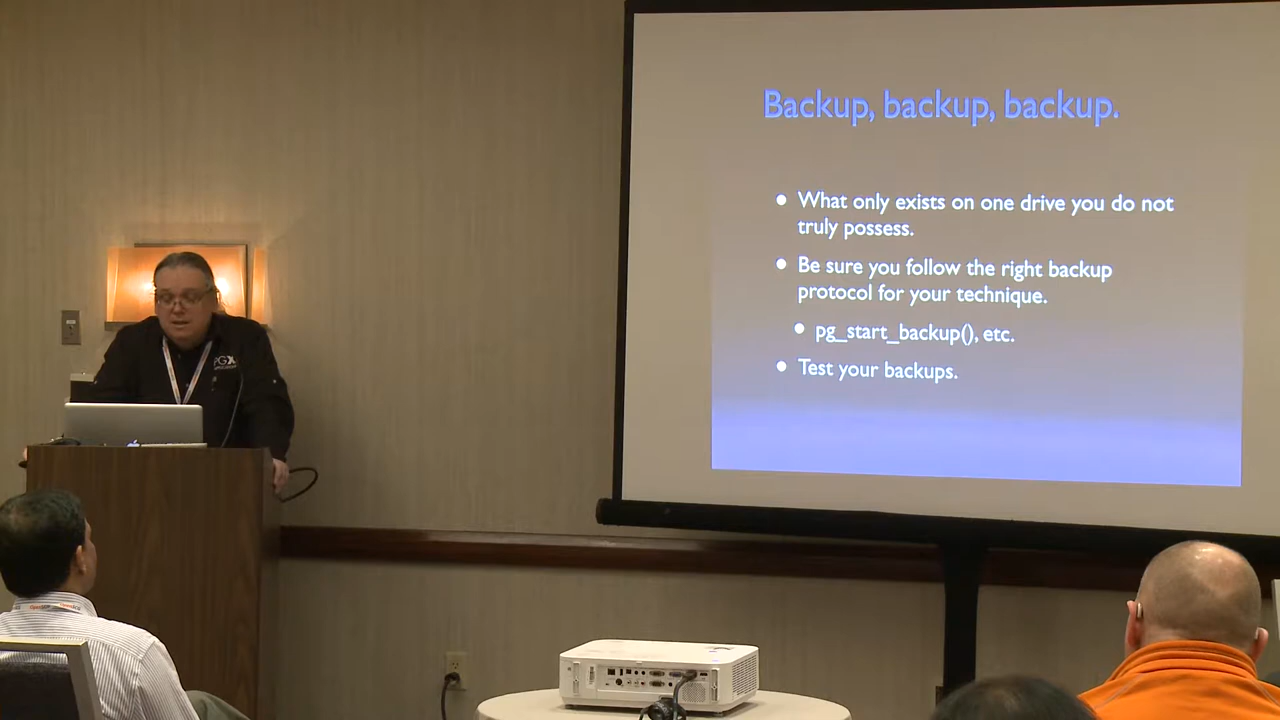 Backup, backup, backup.
What only exists on one drive you do not
truly possess.
Be sure you follow the right backup
protocol for your technique.
pg_start_backup(), etc.
Test your backups.
PGX